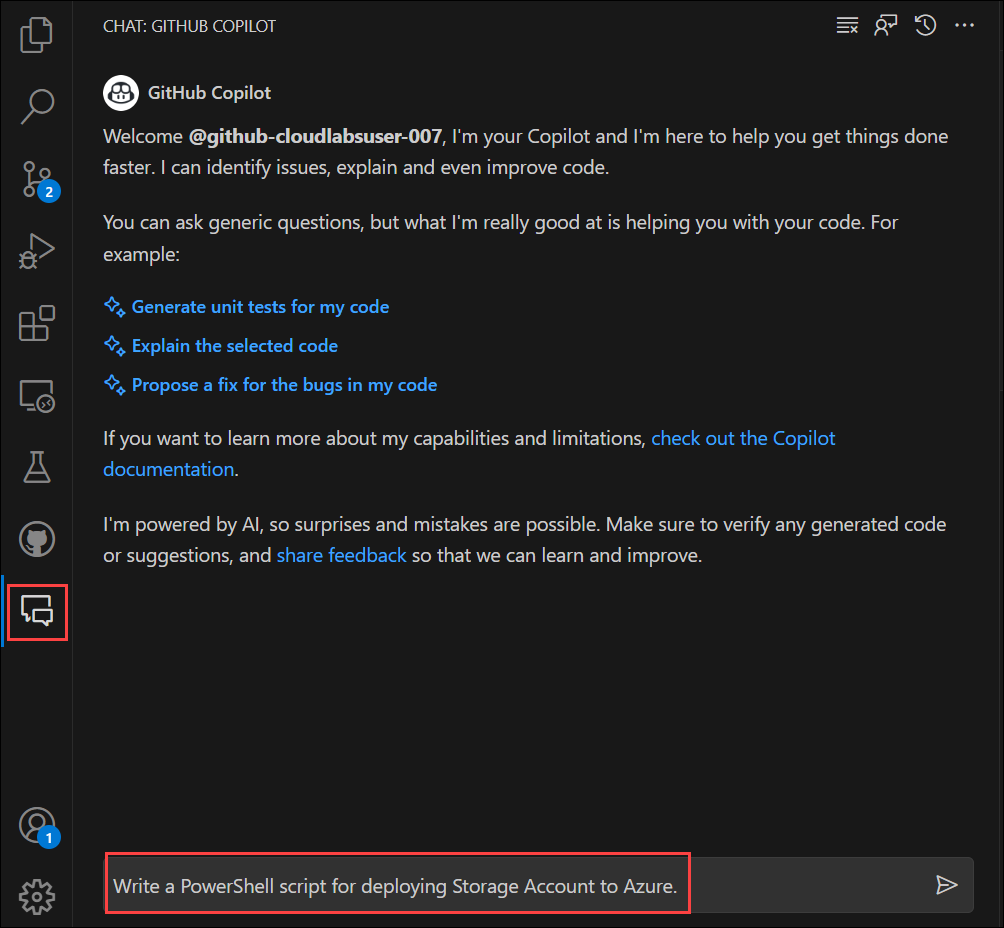 CHAT: GITHUB COPILOT
GitHub Copilot
Welcome @github-cloudlabsuser-007, I'm your Copilot and I'm here to help you get things done
faster. I can identify issues, explain and even improve code.
2
You can ask generic questions, but what I'm really good at is helping you with your code. For
example:
Generate unit tests for my code
Explain the selected code
Propose a fix for the bugs in my code
If you want to learn more about my capabilities and limitations, check out the Copilot
documentation.
I'm powered by AI, so surprises and mistakes are possible. Make sure to verify any generated code
or suggestions, and share feedback so that we can learn and improve.
1
Write a PowerShell script for deploying Storage Account to Azure.